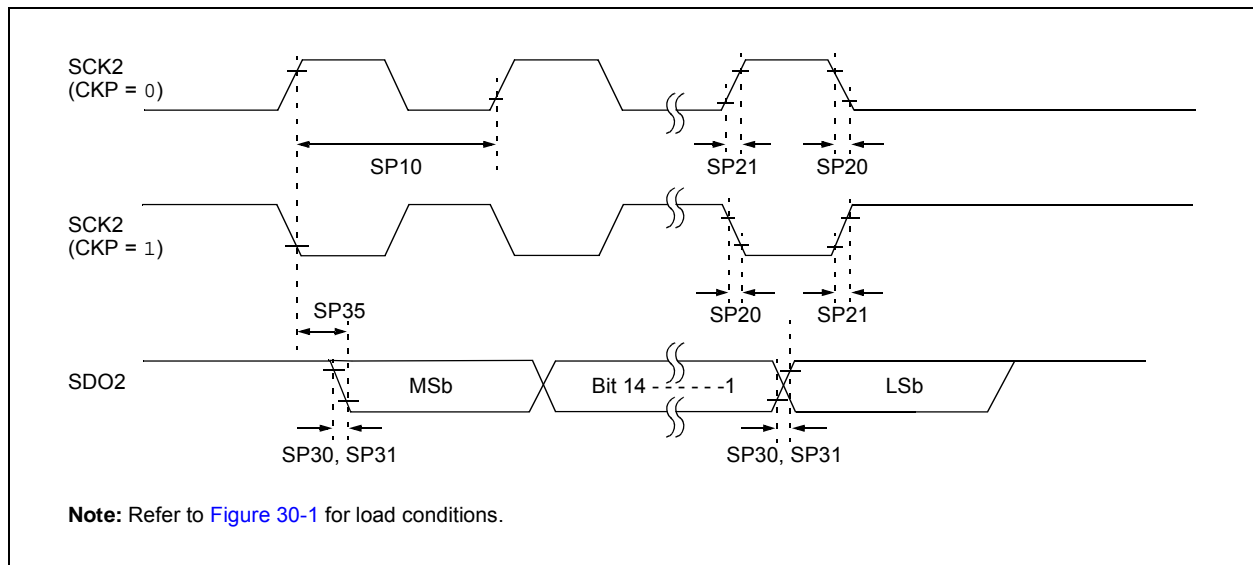 SCK2
(CKP = 0)
SP10
SP21
SP20
SCK2
(CKP = 1)
SP35
SP20
SP21
SDO2
MSb
Bit 14 - - - - - -1
LSb
SP30, SP31
SP30, SP31
Note: Refer to Figure 30-1 for load conditions.